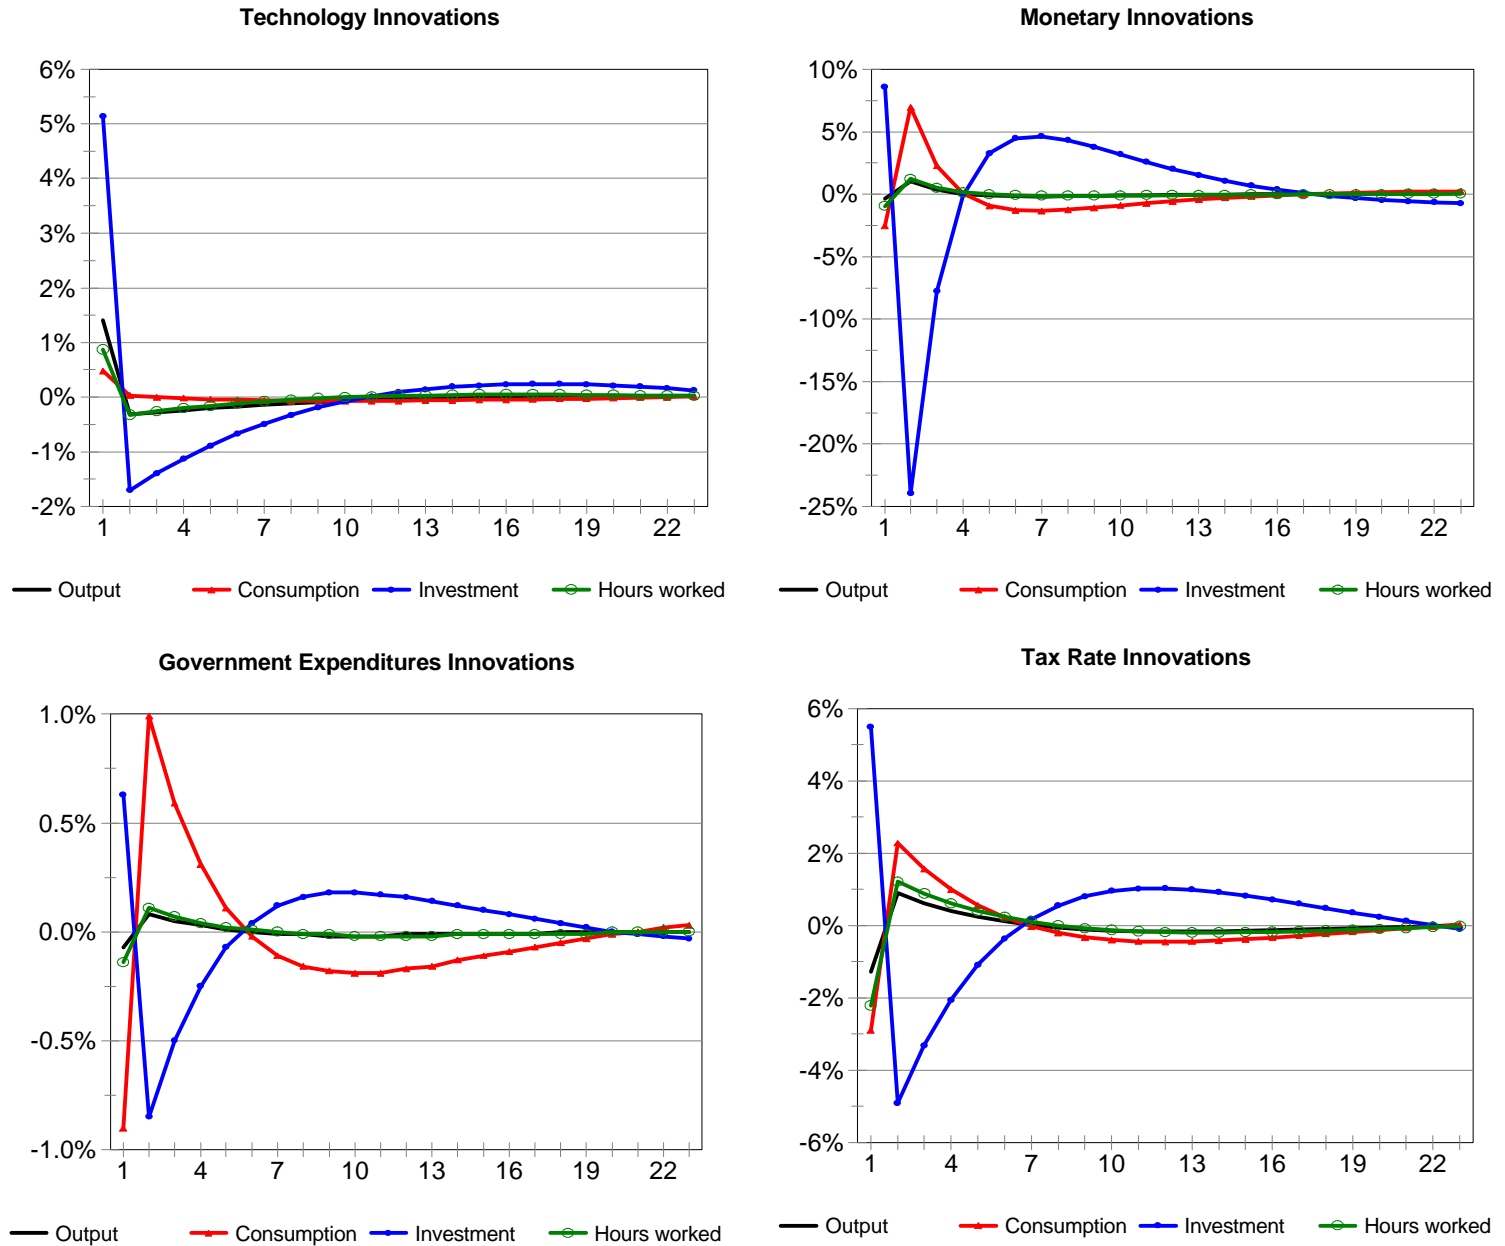 Technology Innovations
6%
5%
4%
3%
2%
1%
0%
-1%
-2%
1 4 7 10 13 16 19 22
Output Consumption Investment Hours worked
Monetary Innovations
10%
5%
0%
-5%
-10%
-15%
-20%
-25%
1 4 7 10 13 16 19 22
Output Consumption Investment Hours worked
Government Expenditures Innovations
1.0%
0.5%
0.0%
-0.5%
-1.0%
1 4 7 10 13 16 19 22
Output Consumption Investment Hours worked
Tax Rate Innovations
6%
4%
2%
0%
-2%
-4%
-6%
1 4 7 10 13 16 19 22
Output Consumption Investment Hours worked